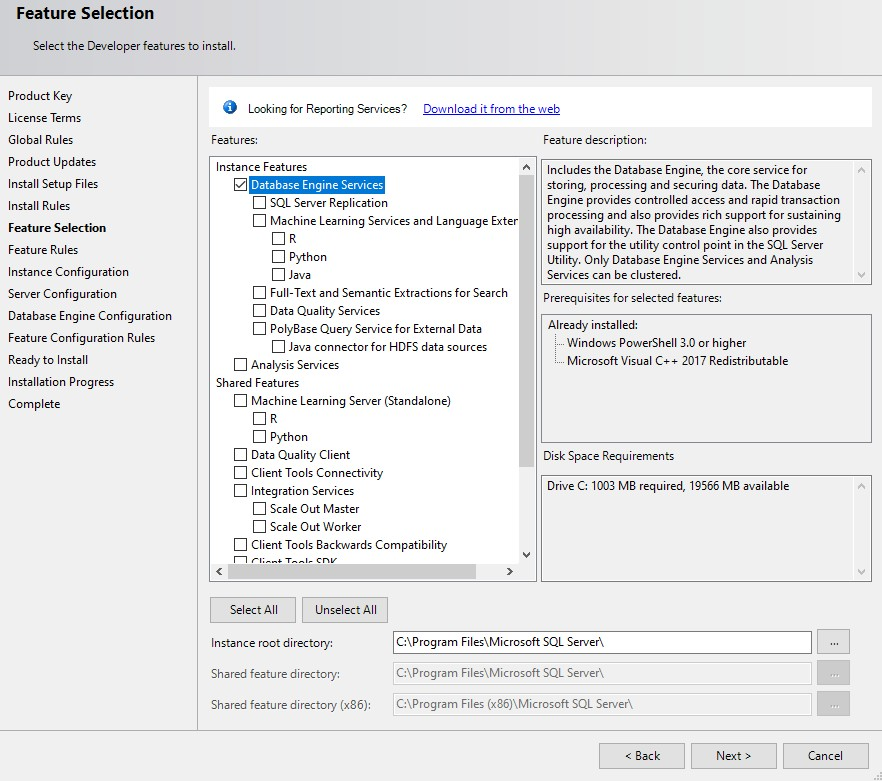 Feature Selection
Select the Developer features to install.
Product Key
License Terms
Global Rules
Product Updates
Install Setup Files
Install Rules
Feature Selection
Feature Rules
Instance Configuration
Server Configuration
Database Engine Configuration
Feature Configuration Rules
Ready to Install
Installation Progress
Complete
Looking for Reporting Services? Download it from the web
Features:
Instance Features
Database Engine Services
SQL Server Replication
Machine Learning Services and Language Exter
R
Python
Java
Full-Text and Semantic Extractions for Search
Data Quality Services
PolyBase Query Service for External Data
Java connector for HDFS data sources
Analysis Services
Shared Features
Machine Learning Server (Standalone)
R
Python
Data Quality Client
Client Tools Connectivity
Integration Services
Scale Out Master
Scale Out Worker
Client Tools Backwards Compatibility
Client Tools SDK
Feature description:
Includes the Database Engine, the core service for
storing, processing and securing data. The Database
Engine provides controlled access and rapid transaction
processing and also provides rich support for sustaining
high availability. The Database Engine also provides
support for the utility control point in the SQL Server
Utility. Only Database Engine Services and Analysis
Services can be clustered.
Prerequisites for selected features:
Already installed:
Windows PowerShell 3.0 or higher
Microsoft Visual C++ 2017 Redistributable
Disk Space Requirements
Drive C: 1003 MB required, 19566 MB available
Select All
Unselect All
Instance root directory:
C:\Program Files\Microsoft SQL Server\
...
Shared feature directory:
C:\Program Files\Microsoft SQL Server\
...
Shared feature directory (x86):
C:\Program Files (x86)\Microsoft SQL Server\
...
< Back
Next >
Cancel